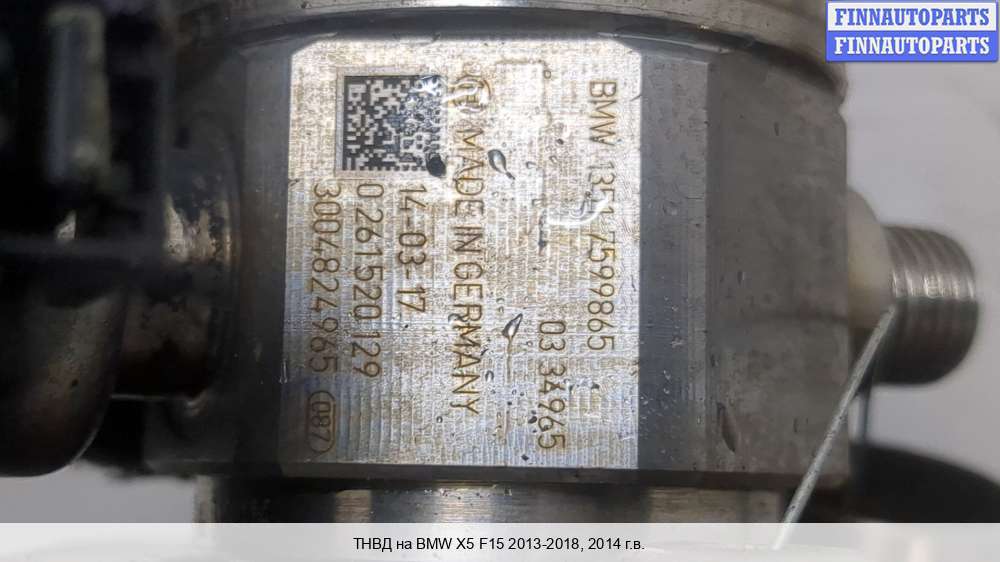 FINNAUTOPARTS
FINNAUTOPARTS
BMW 1351 7599865
03 34965
MADE IN GERMANY
14-03-17
0 261 520 129
3004824965 (087)
ТНВД на BMW X5 F15 2013-2018, 2014 г.в.